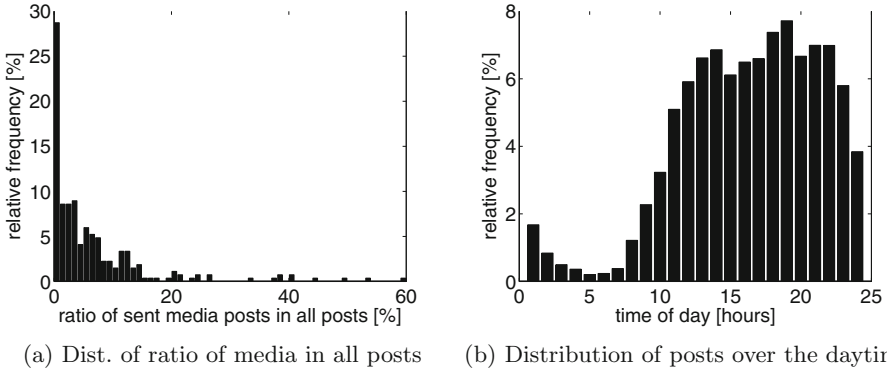 30
25
20
15
10
5
0
relative frequency [%]
0 20 40 60
ratio of sent media posts in all posts [%]
(a) Dist. of ratio of media in all posts
8
6
4
2
0
relative frequency [%]
0 5 10 15 20 25
time of day [hours]
(b) Distribution of posts over the daytin